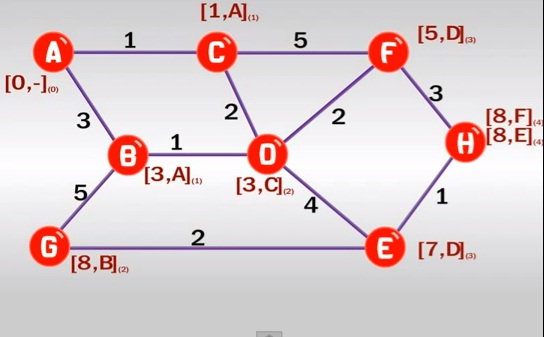 [1,A](1)
A 1 C 5 F [5,D](3)
[0,-](0)
3 2 2 3
[8,F](4)
[8,E](4)
B 1 D H
[3,A](1) [3,C](2)
5 4 1
G 2 E [7,D](3)
[8,B](2)